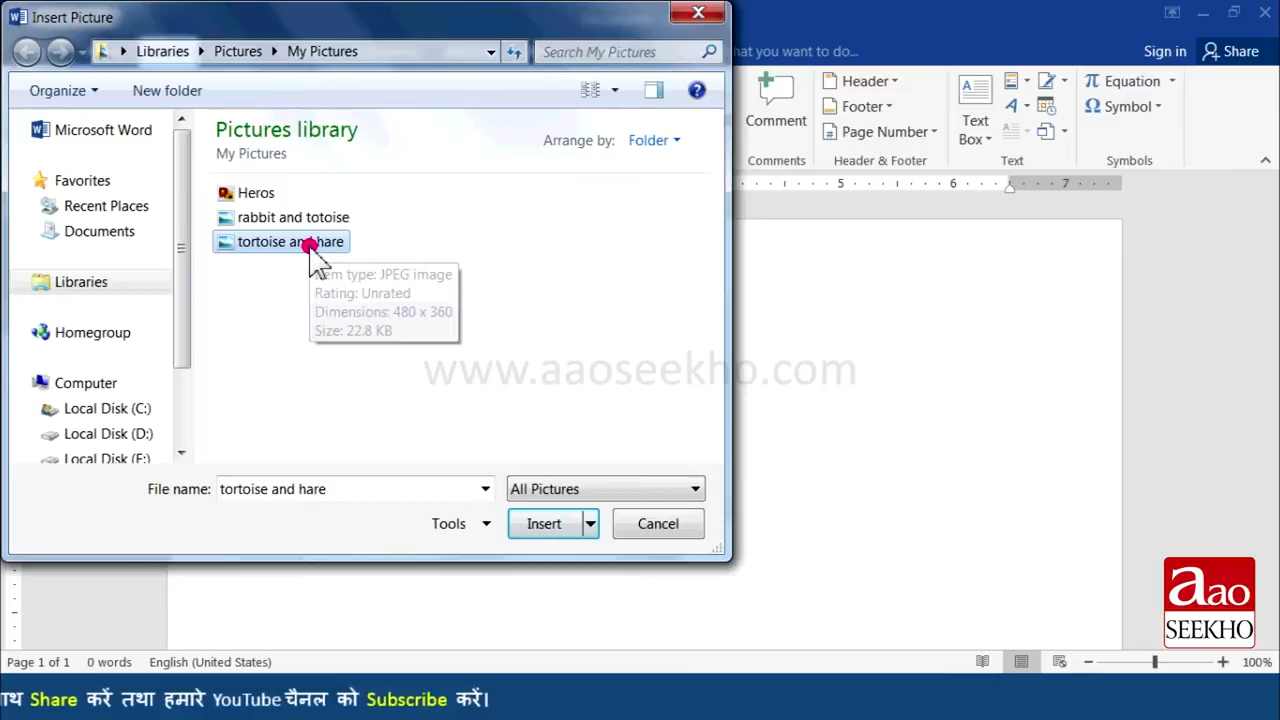 Insert Picture
Libraries Pictures My Pictures
Search My Pictures
hat you want to do...
Sign in
Share
Organize
New folder
Microsoft Word
Favorites
Recent Places
Documents
Libraries
Homegroup
Computer
Local Disk (C:)
Local Disk (D:)
Local Disk (F:)
Pictures library
My Pictures
Arrange by: Folder
Heros
rabbit and totoise
tortoise and hare
Item type: JPEG image
Rating: Unrated
Dimensions: 480 x 360
Size: 22.8 KB
File name: tortoise and hare
All Pictures
Tools
Insert
Cancel
Comment
Comments
Header
Footer
Page Number
Header & Footer
Text
Box
Text
Equation
Symbol
Symbols
5 6 7
www.aaoseekho.com
aao
SEEKHO
Page 1 of 1
0 words
English (United States)
100%
ाथ Share करें तथा हमारे YouTube चैनल को Subscribe करें।